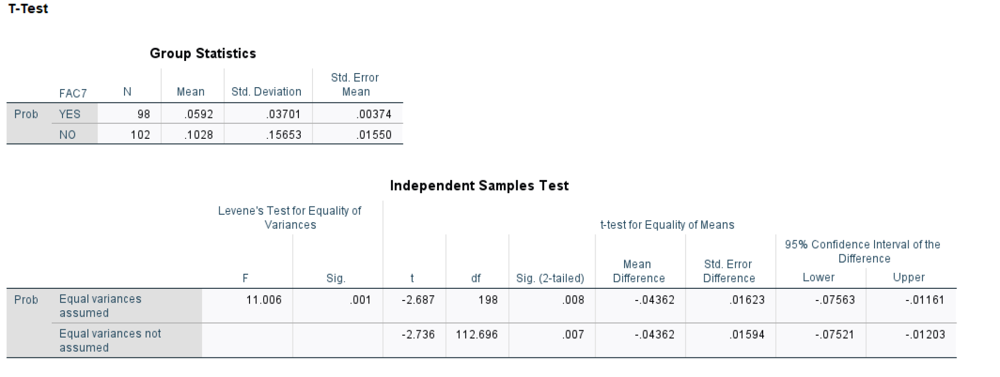 T-Test
Group Statistics
FAC7 N Mean Std. Deviation Std. Error Mean
Prob YES 98 .0592 .03701 .00374
NO 102 .1028 .15653 .01550
Independent Samples Test
Levene's Test for Equality of Variances
t-test for Equality of Means
95% Confidence Interval of the Difference
F Sig. t df Sig. (2-tailed) Mean Difference Std. Error Difference Lower Upper
Prob Equal variances assumed 11.006 .001 -2.687 198 .008 -.04362 .01623 -.07563 -.01161
Equal variances not assumed -2.736 112.696 .007 -.04362 .01594 -.07521 -.01203